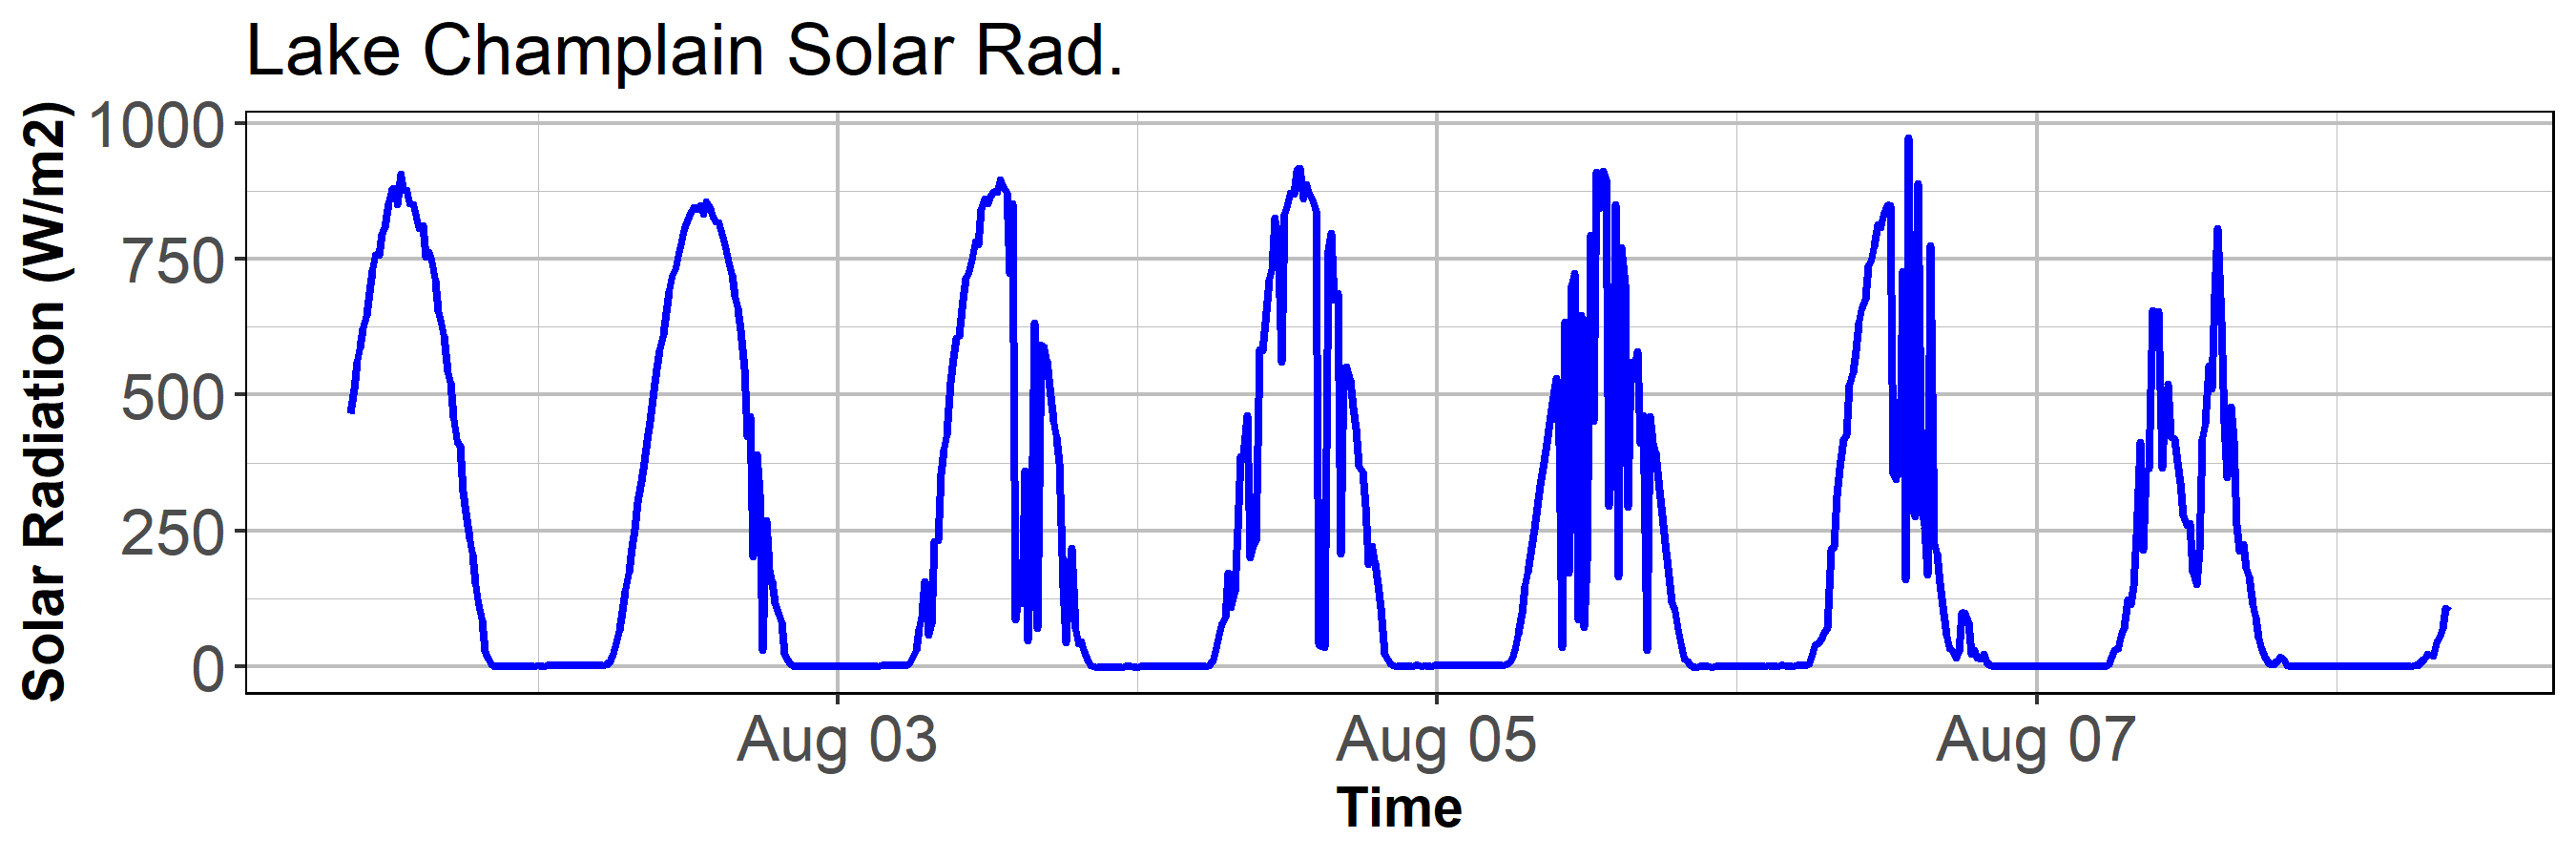 Lake Champlain Solar Rad.
Solar Radiation (W/m2)
1000
750
500
250
0
Aug 03
Aug 05
Aug 07
Time